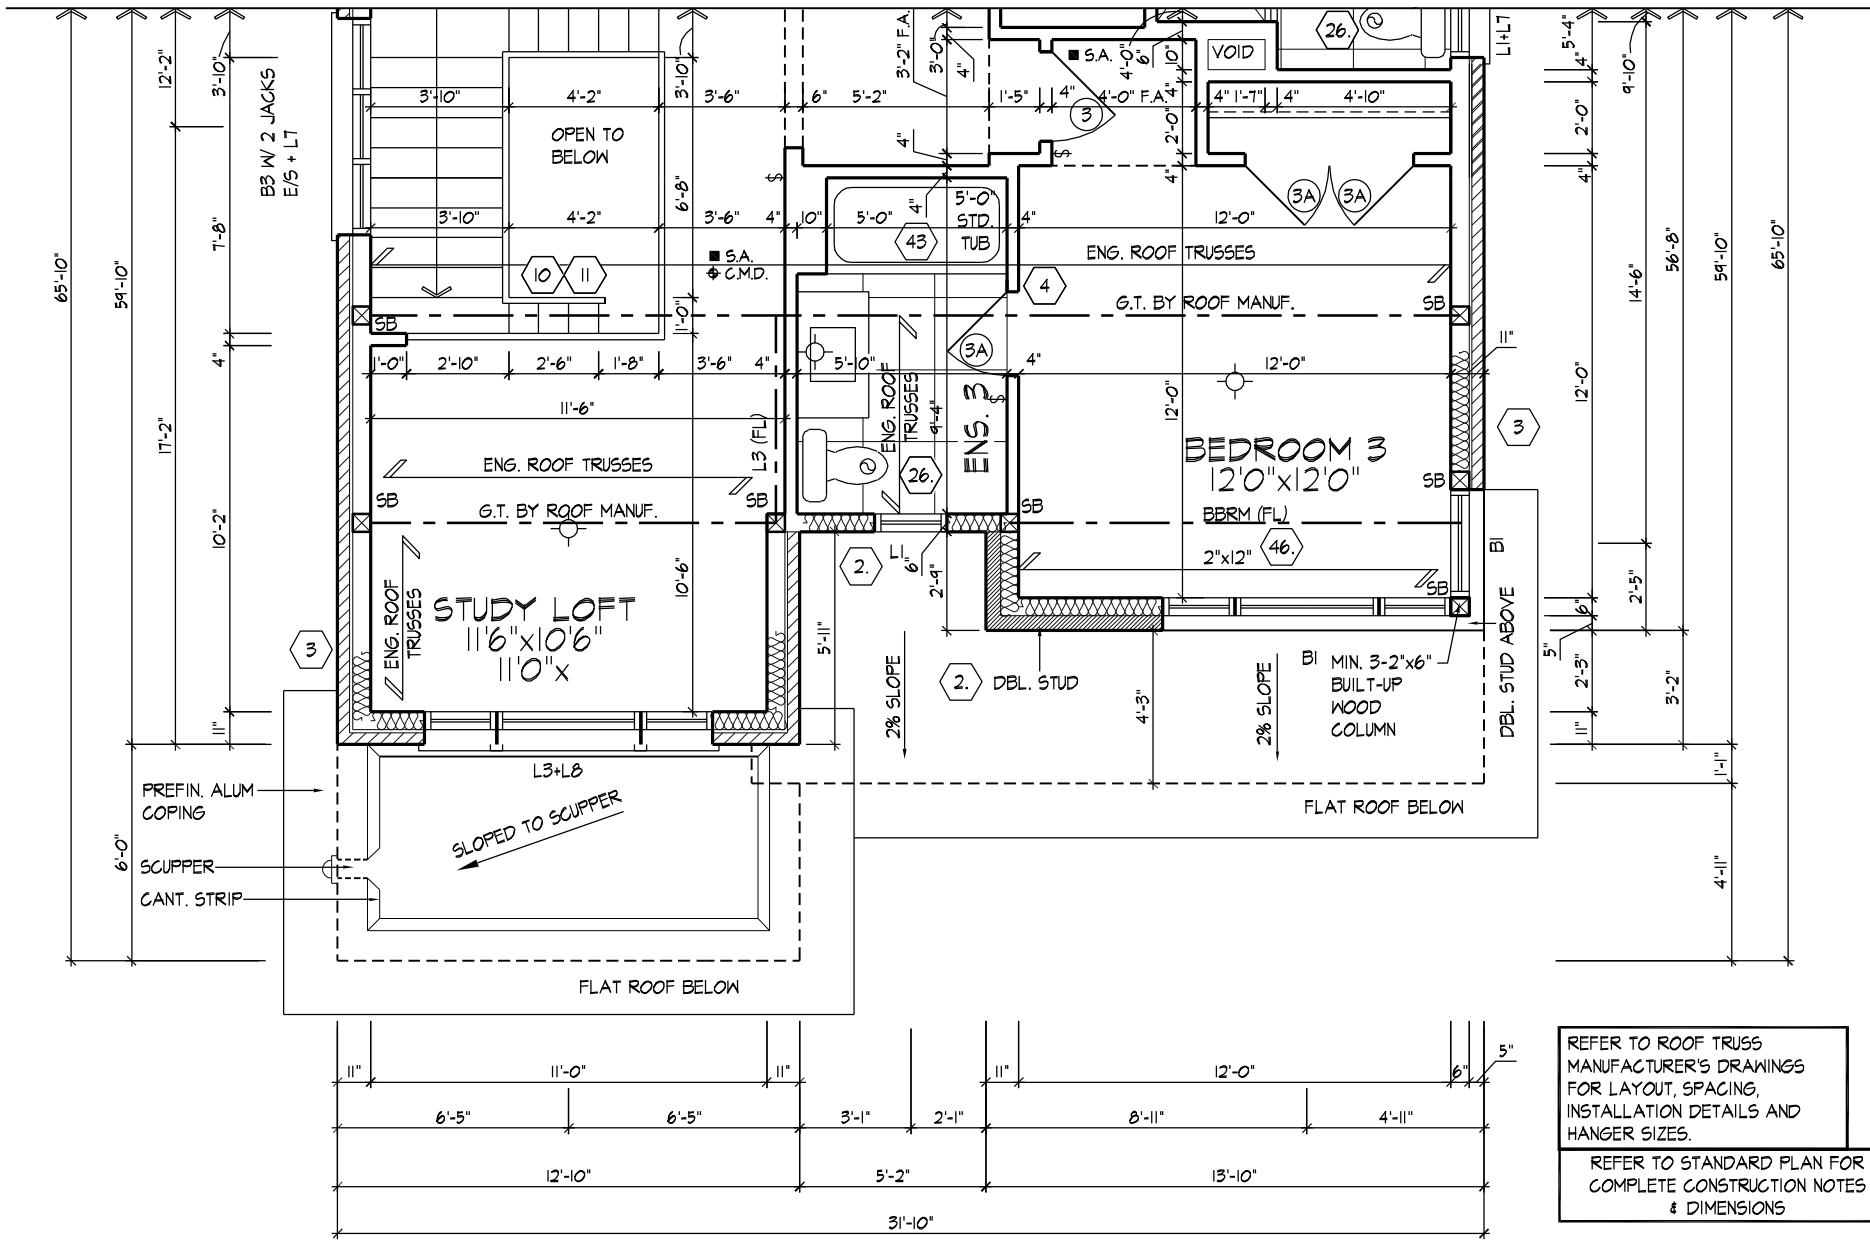 65'-10"
59'-10"
12'-2"
3'-10"
7'-8"
4"
17'-2"
10'-2"
11"
6'-0"
B3 W/ 2 JACKS
E/S + L7
3'-10"
4'-2"
3'-10"
3'-6"
6"
5'-2"
3'-2" F.A.
3'-0"
4"
1'-5"
4"
4'-0" F.A.
S.A.
4'-0"
6"
10"
4"
VOID
26.
L1+L7
5'-4"
4"
9'-10"
4" 1'-7" 4"
4'-10"
3
OPEN TO
BELOW
4"
2'-0"
4"
2'-0"
4"
6'-8"
3A
3A
3'-10"
4'-2"
3'-6"
4"
10"
5'-0"
4"
5'-0"
STD.
TUB
43
4"
12'-0"
7'-8"
S.A.
C.M.D.
10
11
ENG. ROOF TRUSSES
4
G.T. BY ROOF MANUF.
SB
SB
1'-0"
11"
1'-0"
2'-10"
2'-6"
1'-8"
3'-6"
4"
5'-10"
3A
4"
12'-0"
12'-0"
12'-0"
14'-6"
56'-8"
59'-10"
65'-10"
11'-6"
L3 (FL)
ENG. ROOF
TRUSSES
9'-4"
ENS. 3
BEDROOM 3
12'0"x12'0"
3
ENG. ROOF TRUSSES
SB
SB
26.
SB
SB
G.T. BY ROOF MANUF.
BBRM (FL)
2"x12"
46.
B1
L1
2.
6"
2'-9"
SB
10'-6"
ENG. ROOF
TRUSSES
STUDY LOFT
11'6"x10'6"
11'0"x
3
5'-11"
2% SLOPE
2.
DBL. STUD
4'-3"
2% SLOPE
B1 MIN. 3-2"x6"
BUILT-UP
WOOD
COLUMN
DBL. STUD ABOVE
5"
6"
2'-5"
2'-3"
3'-2"
11"
1'-1"
4'-11"
L3+L8
PREFIN. ALUM
COPING
SLOPED TO SCUPPER
SCUPPER
CANT. STRIP
FLAT ROOF BELOW
FLAT ROOF BELOW
11"
11'-0"
11"
11"
12'-0"
6"
5"
6'-5"
6'-5"
3'-1"
2'-1"
8'-11"
4'-11"
12'-10"
5'-2"
13'-10"
31'-10"
REFER TO ROOF TRUSS
MANUFACTURER'S DRAWINGS
FOR LAYOUT, SPACING,
INSTALLATION DETAILS AND
HANGER SIZES.
REFER TO STANDARD PLAN FOR
COMPLETE CONSTRUCTION NOTES
& DIMENSIONS